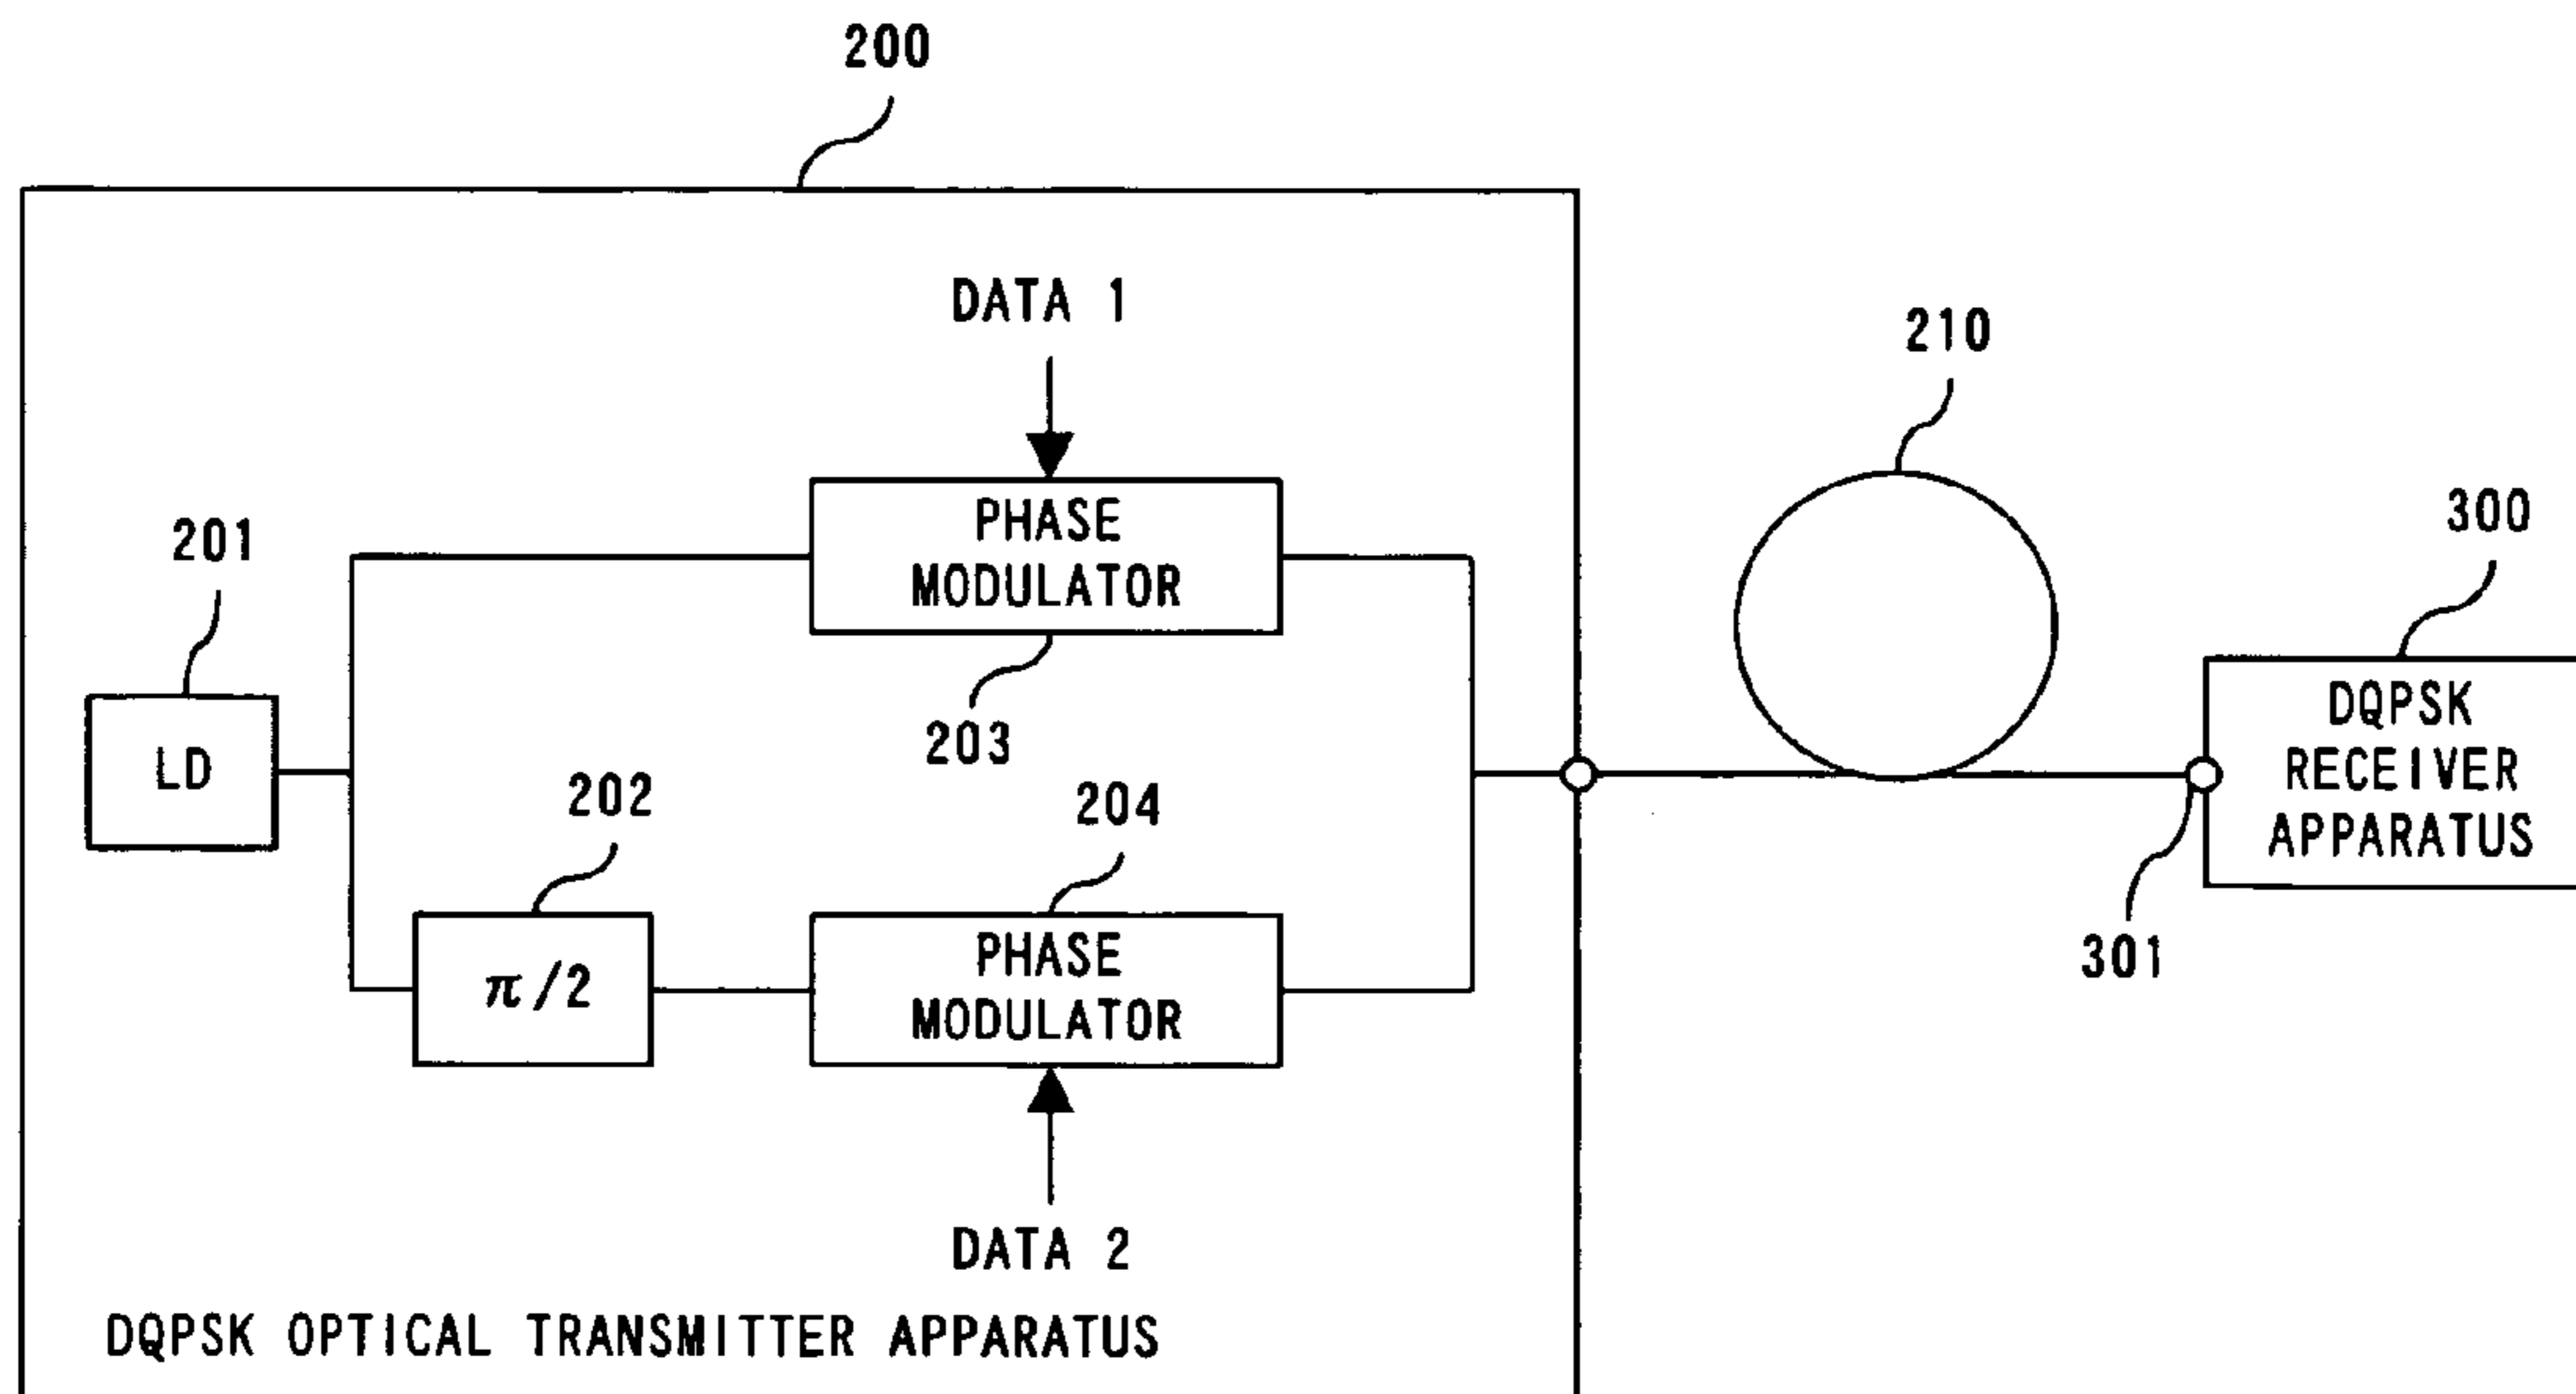 200
DATA 1
210
PHASE
MODULATOR
300
201
203
DQPSK
RECEIVER
APPARATUS
LD
202
204
301
π/2
PHASE
MODULATOR
DATA 2
DQPSK OPTICAL TRANSMITTER APPARATUS